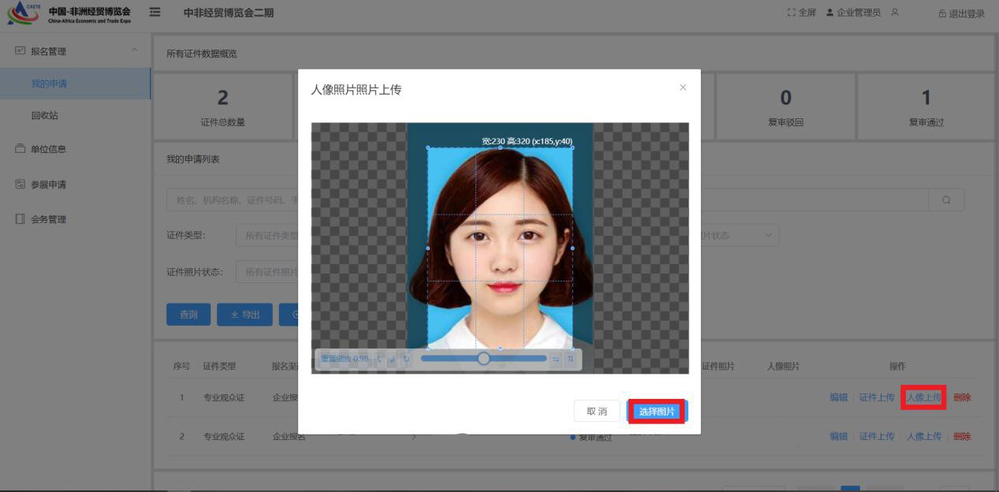 CAETE
中国-非洲经贸博览会
China-Africa Economic and Trade Expo
中非经贸博览会二期
全屏
企业管理员
退出登录
报名管理
我的申请
回收站
单位信息
参展申请
会务管理
所有证件数据概览
2
证件总数量
0
复审驳回
1
复审通过
我的申请列表
姓名、机构名称、证件号码、手
证件类型:
所有证件类型
片状态
证件照片状态:
所有证件照片
查询
导出
人像照片照片上传
宽:230 高:320 (x:185,y:40)
重置缩放 0.98
取 消
选择图片
序号
证件类型
报名渠
证件照片
人像照片
操作
1
专业观众证
企业报
编辑
证件上传
人像上传
删除
2
专业观众证
企业报名
复审通过
编辑
证件上传
人像上传
删除